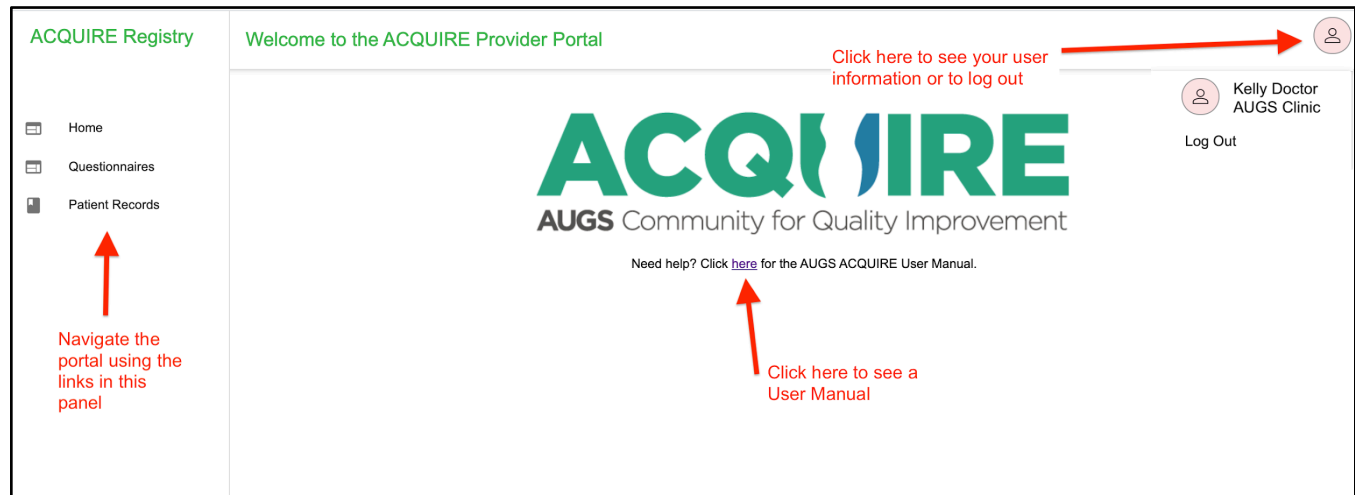 ACQUIRE Registry
Welcome to the ACQUIRE Provider Portal
Click here to see your user
information or to log out
Kelly Doctor
AUGS Clinic
Log Out
Home
Questionnaires
Patient Records
ACQUIRE
AUGS Community for Quality Improvement
Need help? Click here for the AUGS ACQUIRE User Manual.
Navigate the
portal using the
links in this
panel
Click here to see a
User Manual